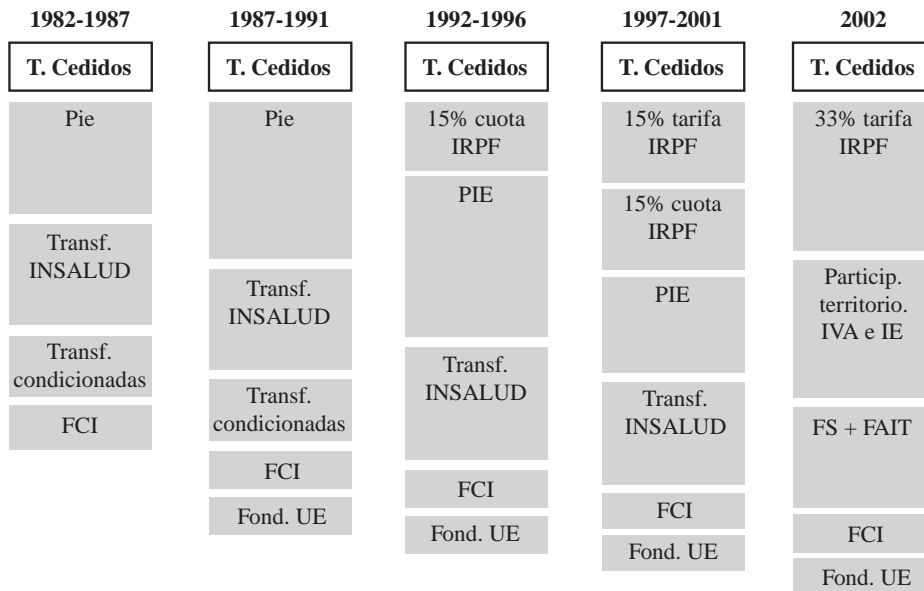 1982-1987
T. Cedidos
Pie
Transf.
INSALUD
Transf.
condicionadas
FCI
1987-1991
T. Cedidos
Pie
Transf.
INSALUD
Transf.
condicionadas
FCI
Fond. UE
1992-1996
T. Cedidos
15% cuota
IRPF
PIE
Transf.
INSALUD
FCI
Fond. UE
1997-2001
T. Cedidos
15% tarifa
IRPF
15% cuota
IRPF
PIE
Transf.
INSALUD
FCI
Fond. UE
2002
T. Cedidos
33% tarifa
IRPF
Particip.
territorio.
IVA e IE
FS + FAIT
FCI
Fond. UE